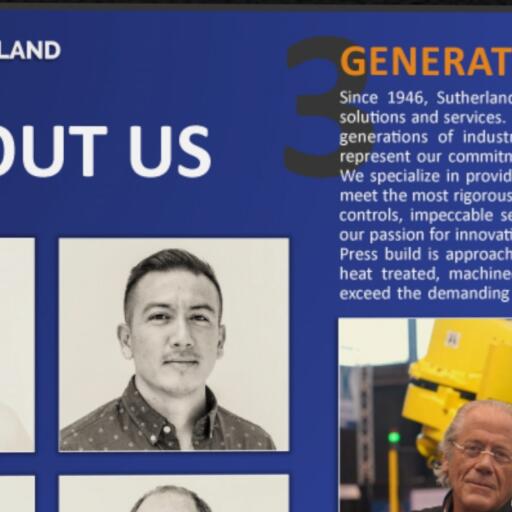 LAND
OUT US
3
GENERAT
Since 1946, Sutherland
solutions and services.
generations of industr
represent our commitm
We specialize in provid
meet the most rigorous
controls, impeccable se
our passion for innovati
Press build is approach
heat treated, machine
exceed the demanding